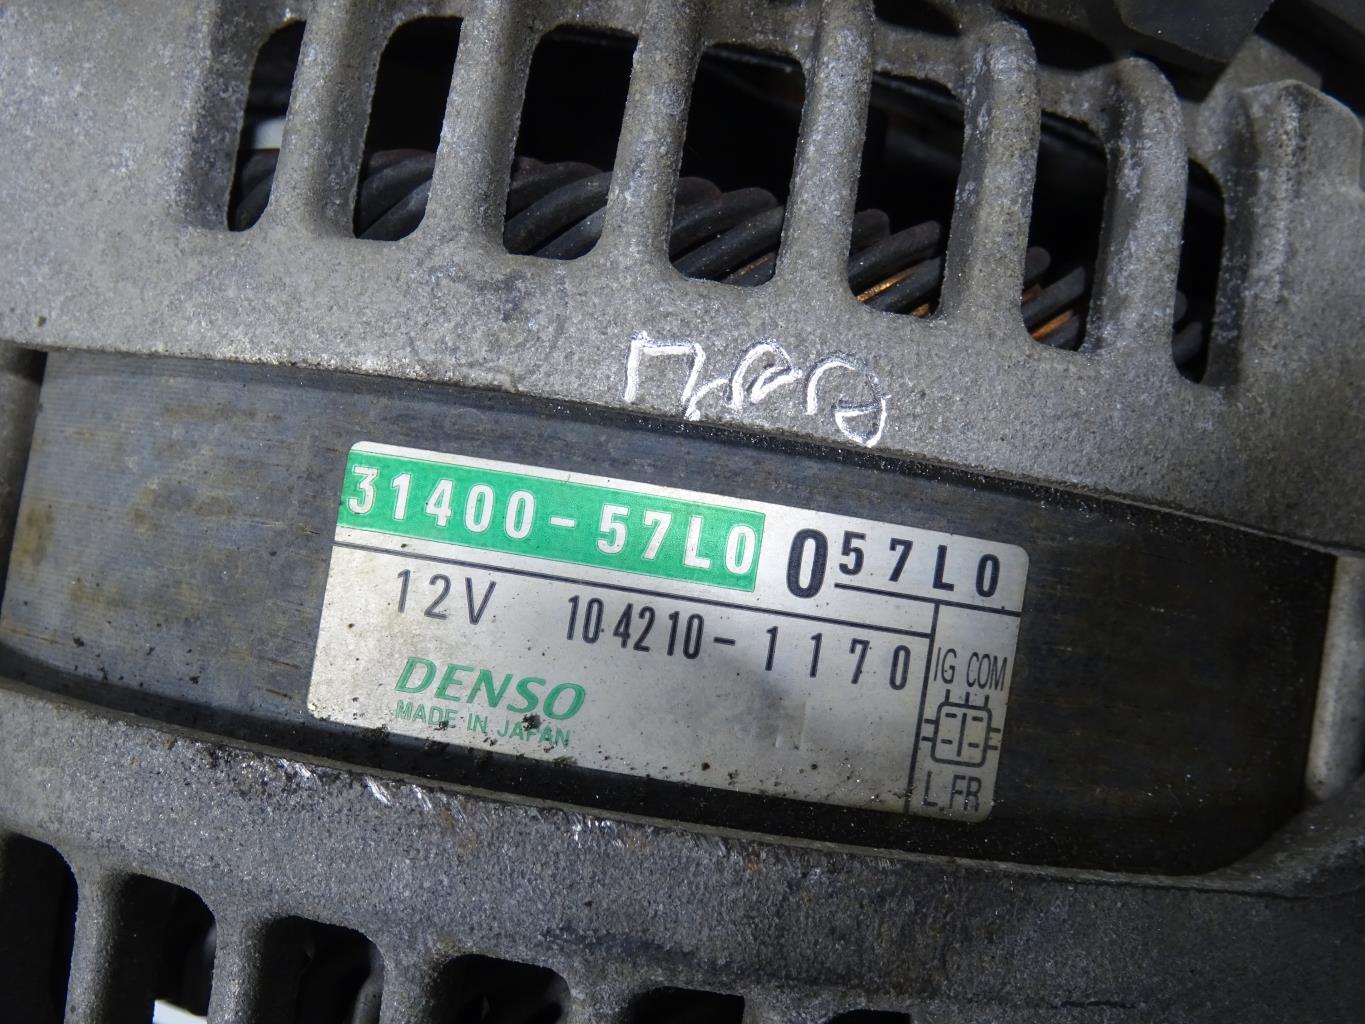 31400-57L0 0 57L0
12V 104210-1170
IG COM
DENSO
MADE IN JAPAN
L.FR